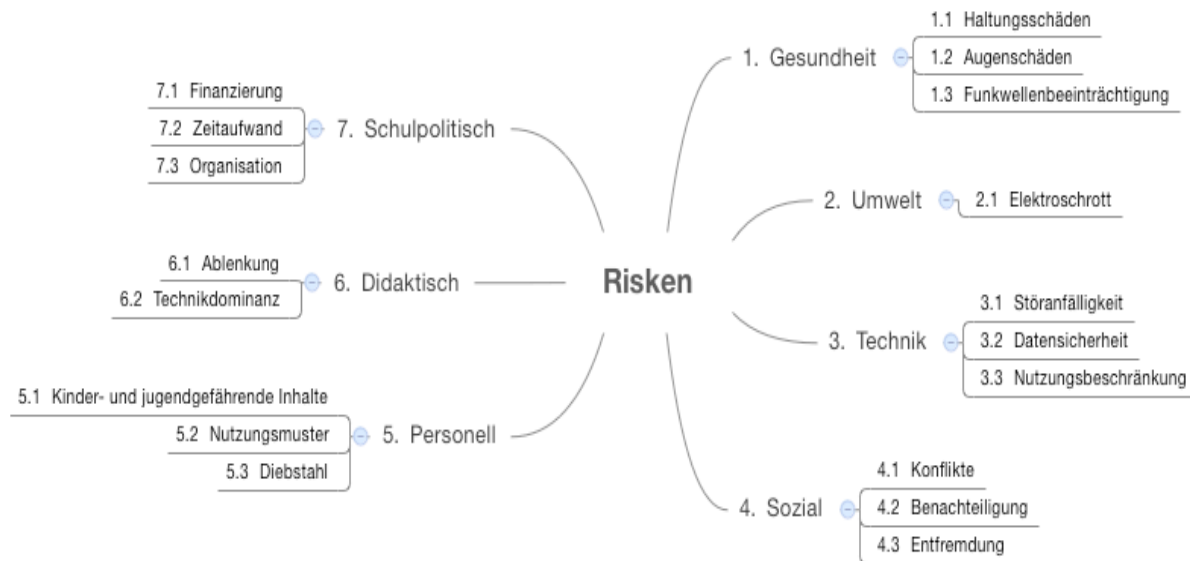 Risken
1. Gesundheit
1.1 Haltungsschäden
1.2 Augenschäden
1.3 Funkwellenbeeinträchtigung
2. Umwelt
2.1 Elektroschrott
3. Technik
3.1 Störanfälligkeit
3.2 Datensicherheit
3.3 Nutzungsbeschränkung
4. Sozial
4.1 Konflikte
4.2 Benachteiligung
4.3 Entfremdung
5. Personell
5.1 Kinder- und jugendgefährende Inhalte
5.2 Nutzungsmuster
5.3 Diebstahl
6. Didaktisch
6.1 Ablenkung
6.2 Technikdominanz
7. Schulpolitisch
7.1 Finanzierung
7.2 Zeitaufwand
7.3 Organisation